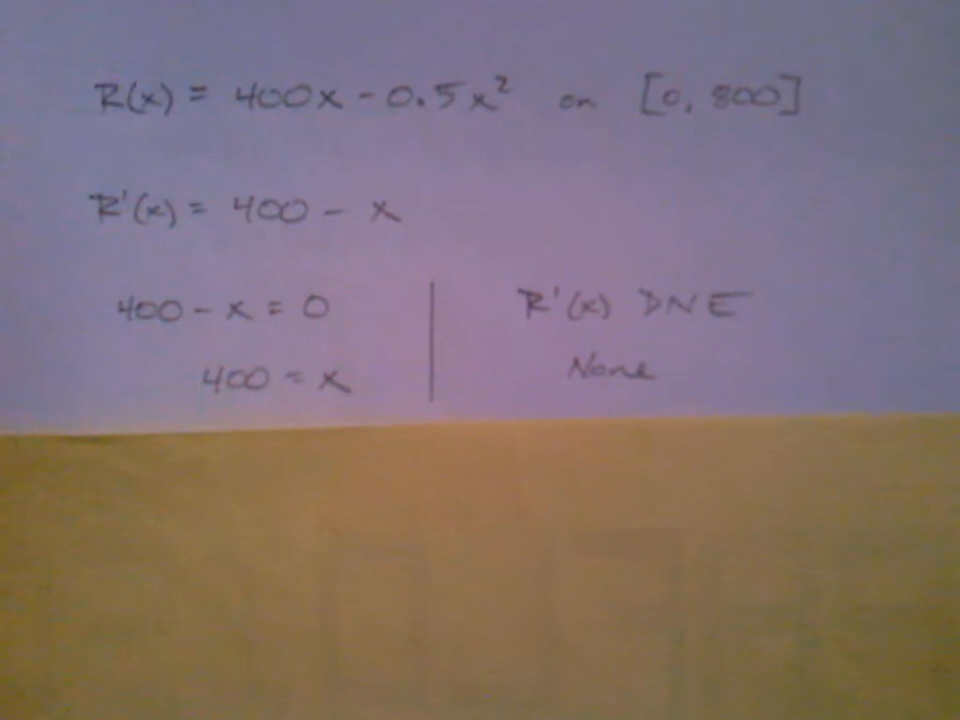 R(x) = 400x - 0.5x² on [0, 800]
R'(x) = 400 - x
400 - x = 0
400 = x
R'(x) DNE
None